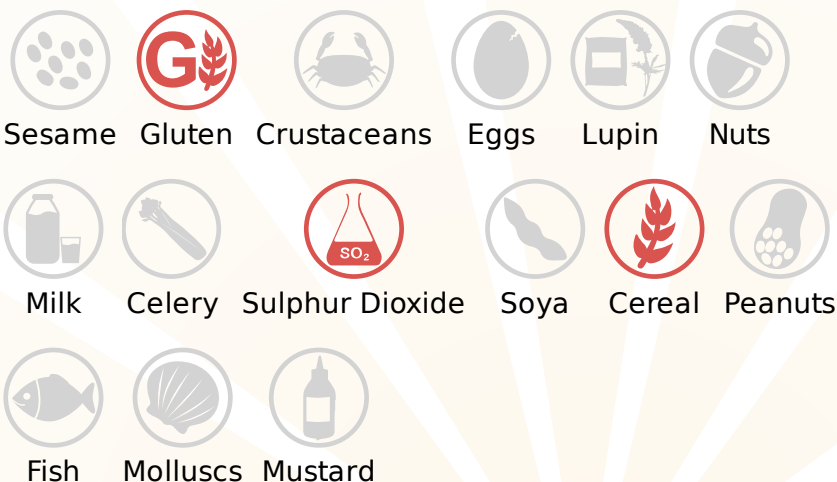 G
Sesame Gluten Crustaceans Eggs Lupin Nuts
SO₂
Milk Celery Sulphur Dioxide Soya Cereal Peanuts
Fish Molluscs Mustard